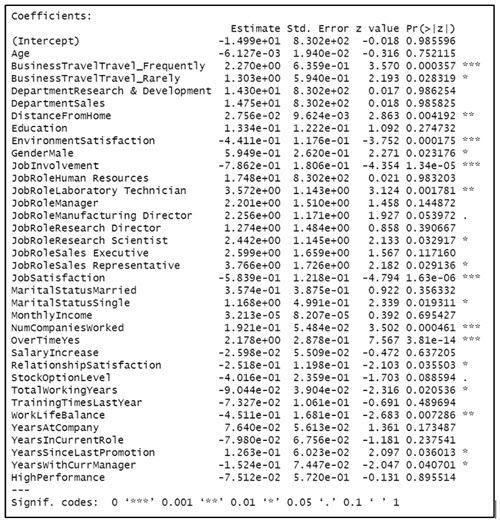 Coefficients:
Estimate Std. Error z value Pr(>|z|)
(Intercept) -1.499e+01 8.302e+02 -0.018 0.985596
Age -6.127e-03 1.940e-02 -0.316 0.752115
BusinessTravelTravel_Frequently 2.270e+00 6.359e-01 3.570 0.000357 ***
BusinessTravelTravel_Rarely 1.303e+00 5.940e-01 2.193 0.028319 *
DepartmentResearch & Development 1.430e+01 8.302e+02 0.017 0.986254
DepartmentSales 1.475e+01 8.302e+02 0.018 0.985825
DistanceFromHome 2.756e-02 9.624e-03 2.863 0.004192 **
Education 1.334e-01 1.222e-01 1.092 0.274732
EnvironmentSatisfaction -4.411e-01 1.176e-01 -3.752 0.000175 ***
GenderMale 5.949e-01 2.620e-01 2.271 0.023176 *
JobInvolvement -7.862e-01 1.806e-01 -4.354 1.34e-05 ***
JobRoleHuman Resources 1.748e+01 8.302e+02 0.021 0.983203
JobRoleLaboratory Technician 3.572e+00 1.143e+00 3.124 0.001781 **
JobRoleManager 2.201e+00 1.510e+00 1.458 0.144872
JobRoleManufacturing Director 2.256e+00 1.171e+00 1.927 0.053972 .
JobRoleResearch Director 1.274e+00 1.484e+00 0.858 0.390667
JobRoleResearch Scientist 2.442e+00 1.145e+00 2.133 0.032917 *
JobRoleSales Executive 2.599e+00 1.659e+00 1.567 0.117160
JobRoleSales Representative 3.766e+00 1.726e+00 2.182 0.029136 *
JobSatisfaction -5.839e-01 1.218e-01 -4.794 1.63e-06 ***
MaritalStatusMarried 3.574e-01 3.875e-01 0.922 0.356332
MaritalStatusSingle 1.168e+00 4.991e-01 2.339 0.019311 *
MonthlyIncome 3.213e-05 8.207e-05 0.392 0.695427
NumCompaniesWorked 1.921e-01 5.484e-02 3.502 0.000461 ***
OverTimeYes 2.178e+00 2.878e-01 7.567 3.81e-14 ***
SalaryIncrease -2.598e-02 5.509e-02 -0.472 0.637205
RelationshipSatisfaction -2.518e-01 1.198e-01 -2.103 0.035503 *
StockOptionLevel -4.016e-01 2.359e-01 -1.703 0.088594 .
TotalWorkingYears -9.044e-02 3.904e-02 -2.316 0.020536 *
TrainingTimesLastYear -7.327e-02 1.061e-01 -0.691 0.489694
WorkLifeBalance -4.511e-01 1.681e-01 -2.683 0.007286 **
YearsAtCompany 7.640e-02 5.613e-02 1.361 0.173487
YearsInCurrentRole -7.980e-02 6.756e-02 -1.181 0.237541
YearsSinceLastPromotion 1.263e-01 6.023e-02 2.097 0.036013 *
YearsWithCurrManager -1.524e-01 7.447e-02 -2.047 0.040701 *
HighPerformance -7.512e-02 5.720e-01 -0.131 0.895514
---
Signif. codes: 0 ‘***’ 0.001 ‘**’ 0.01 ‘*’ 0.05 ‘.’ 0.1 ‘ ’ 1